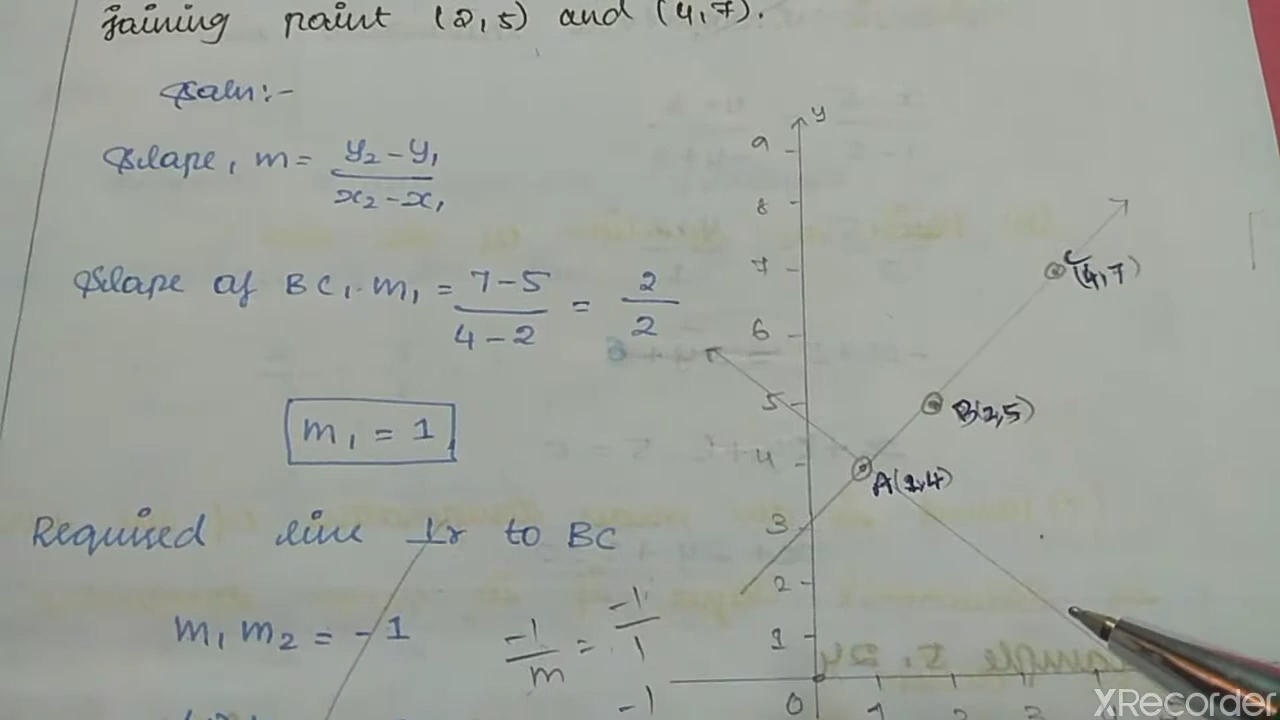 joining point (2,5) and (4,7).
Soln:-
Slope, m = y₂ - y₁ / x₂ - x₁
Slope of BC, m₁ = 7-5 / 4-2 = 2/2
m₁ = 1
Required line ⊥r to BC
m₁ m₂ = -1
-1/m = -1/1
-1
y
9
8
7
6
5
4
3
2
1
0 1 2 3
C(4,7)
B(2,5)
A(1,4)
XRecorder